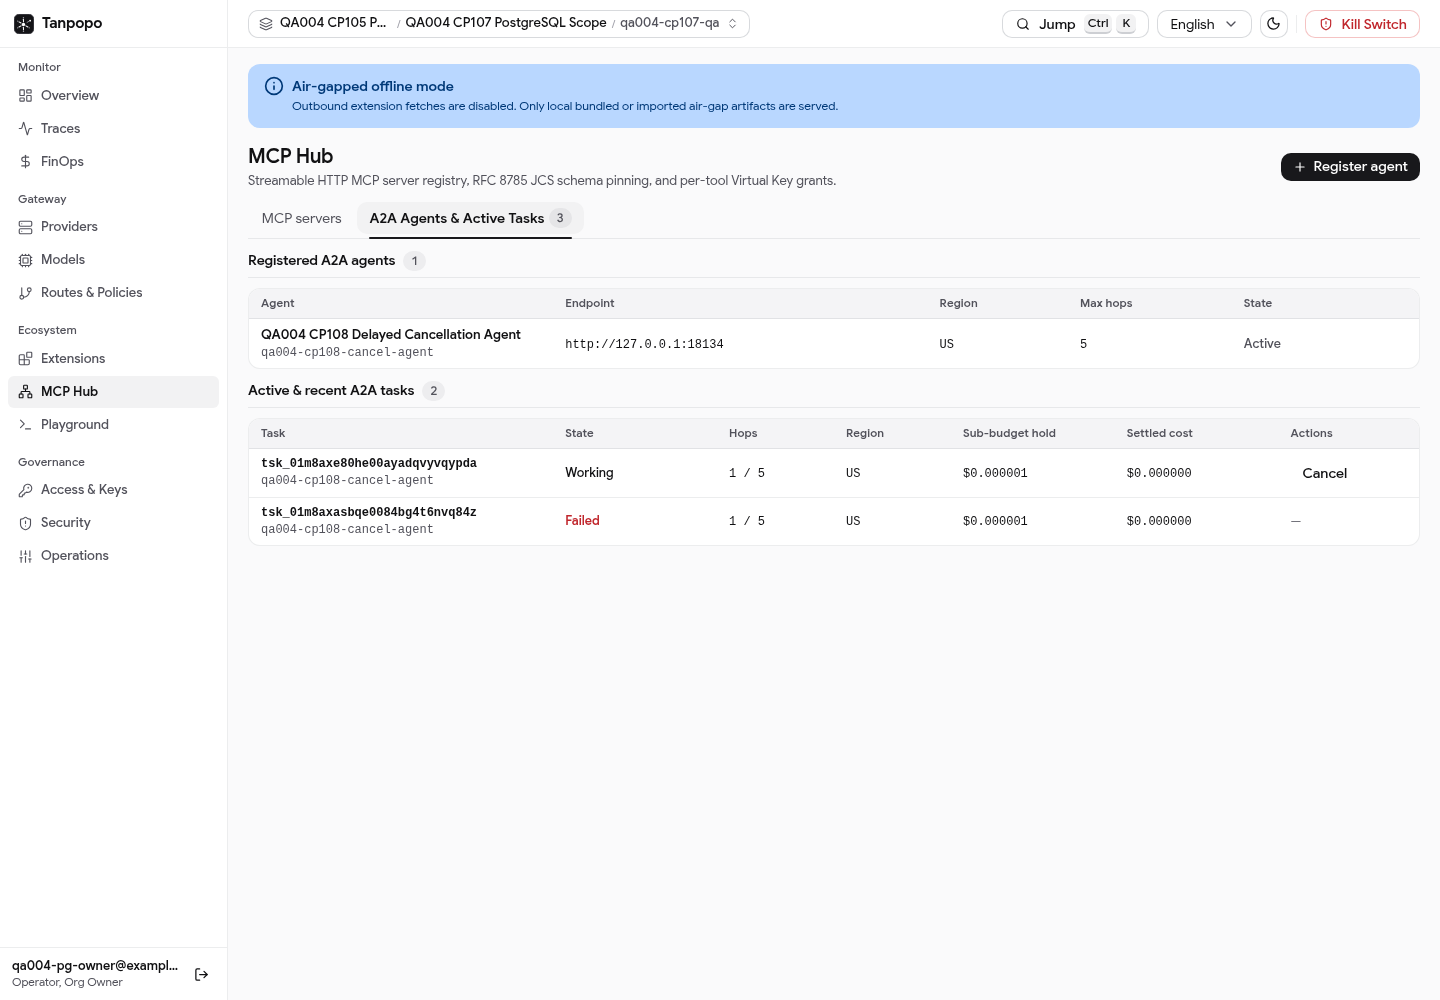 Tanpopo
QA004 CP105 P... / QA004 CP107 PostgreSQL Scope / qa004-cp107-qa
Jump Ctrl K
English
Kill Switch
Monitor
Overview
Traces
FinOps
Gateway
Providers
Models
Routes & Policies
Ecosystem
Extensions
MCP Hub
Playground
Governance
Access & Keys
Security
Operations
qa004-pg-owner@exampl...
Operator, Org Owner
Air-gapped offline mode
Outbound extension fetches are disabled. Only local bundled or imported air-gap artifacts are served.
MCP Hub
Streamable HTTP MCP server registry, RFC 8785 JCS schema pinning, and per-tool Virtual Key grants.
+ Register agent
MCP servers
A2A Agents & Active Tasks 3
Registered A2A agents 1
Agent Endpoint Region Max hops State
QA004 CP108 Delayed Cancellation Agent
qa004-cp108-cancel-agent
http://127.0.0.1:18134 US 5 Active
Active & recent A2A tasks 2
Task State Hops Region Sub-budget hold Settled cost Actions
tsk_01m8axe80he00ayadqvyvqypda
qa004-cp108-cancel-agent
Working 1 / 5 US $0.000001 $0.000000 Cancel
tsk_01m8axasbqe0084bg4t6nvq84z
qa004-cp108-cancel-agent
Failed 1 / 5 US $0.000001 $0.000000 —